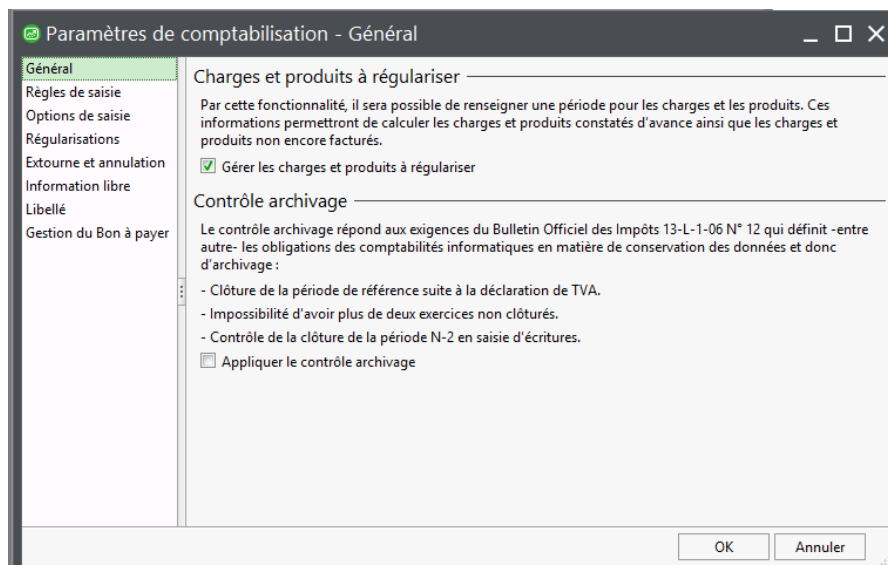 Paramètres de comptabilisation - Général
Général
Règles de saisie
Options de saisie
Régularisations
Extourne et annulation
Information libre
Libellé
Gestion du Bon à payer
Charges et produits à régulariser
Par cette fonctionnalité, il sera possible de renseigner une période pour les charges et les produits. Ces
informations permettront de calculer les charges et produits constatés d'avance ainsi que les charges et
produits non encore facturés.
Gérer les charges et produits à régulariser
Contrôle archivage
Le contrôle archivage répond aux exigences du Bulletin Officiel des Impôts 13-L-1-06 N° 12 qui définit -entre
autre- les obligations des comptabilités informatiques en matière de conservation des données et donc
d'archivage :
- Clôture de la période de référence suite à la déclaration de TVA.
- Impossibilité d'avoir plus de deux exercices non clôturés.
- Contrôle de la clôture de la période N-2 en saisie d'écritures.
Appliquer le contrôle archivage
OK
Annuler